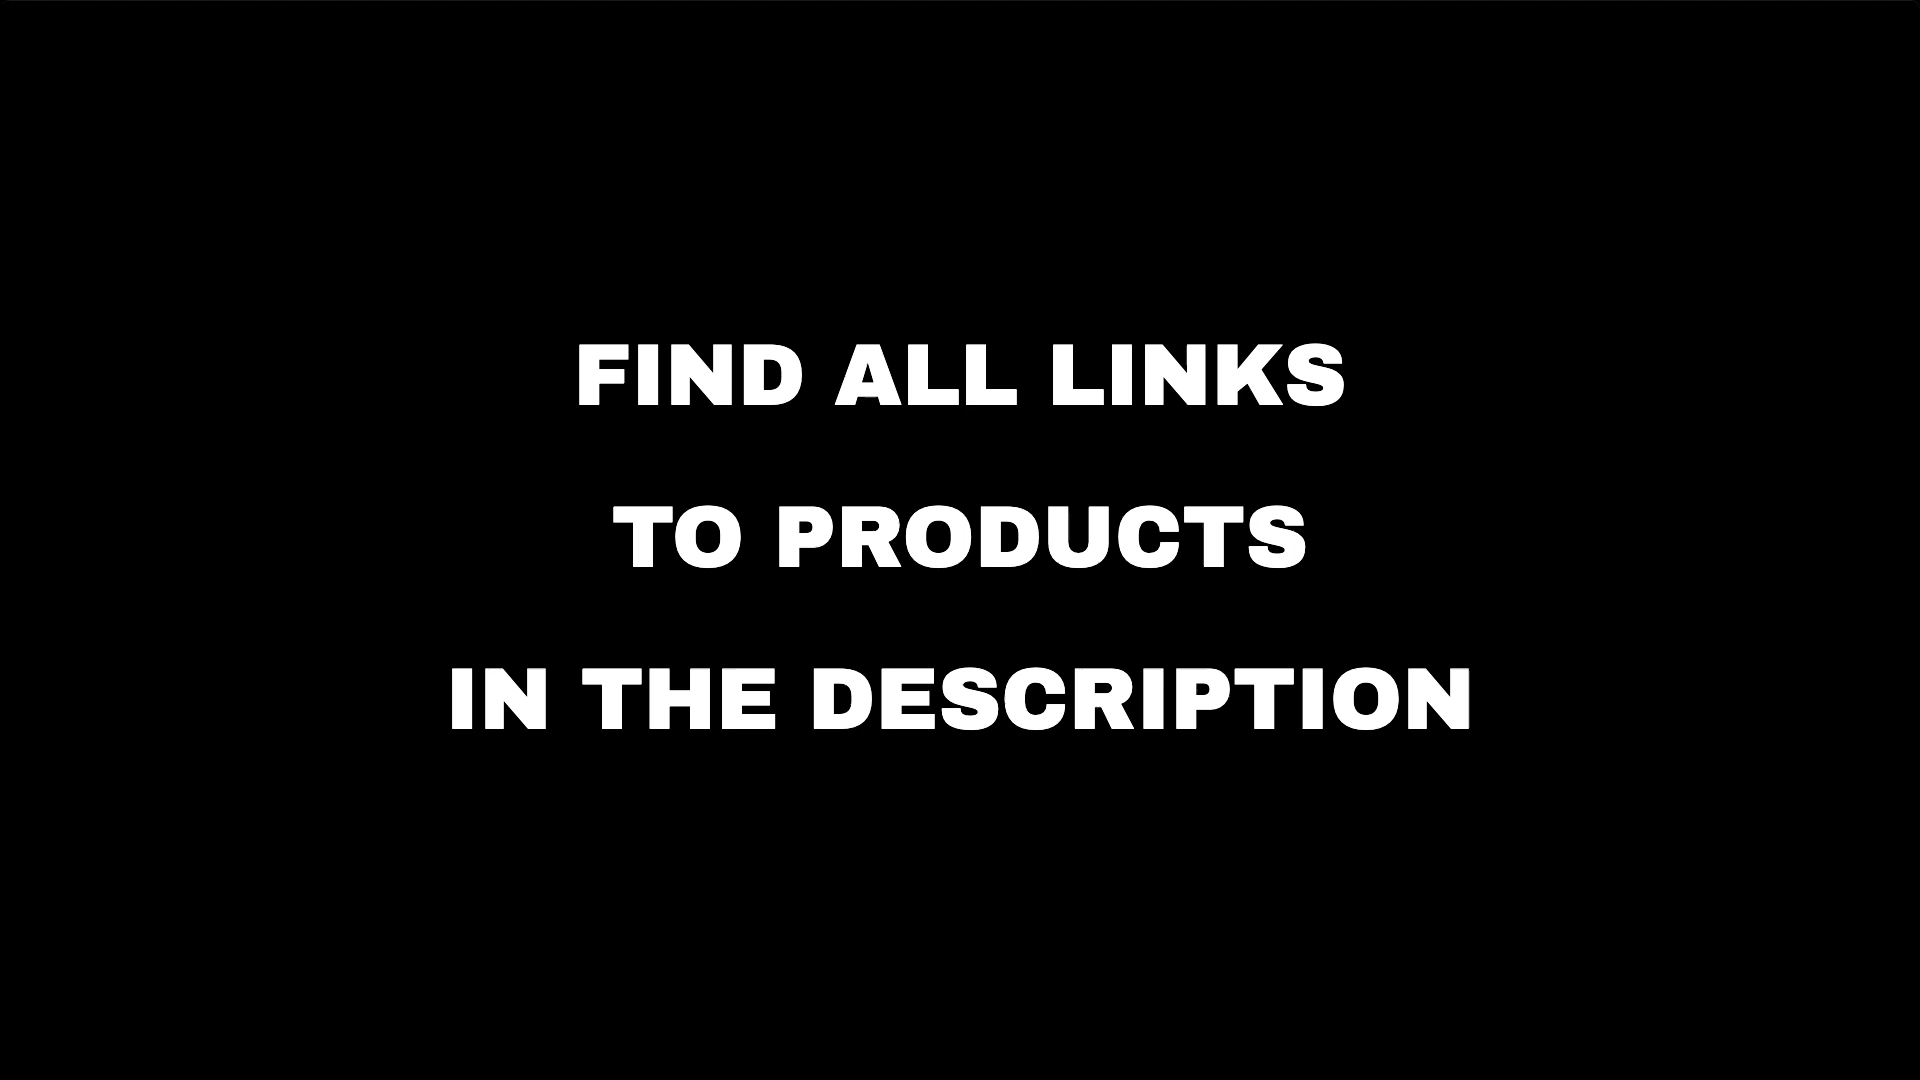 FIND ALL LINKS
TO PRODUCTS
IN THE DESCRIPTION